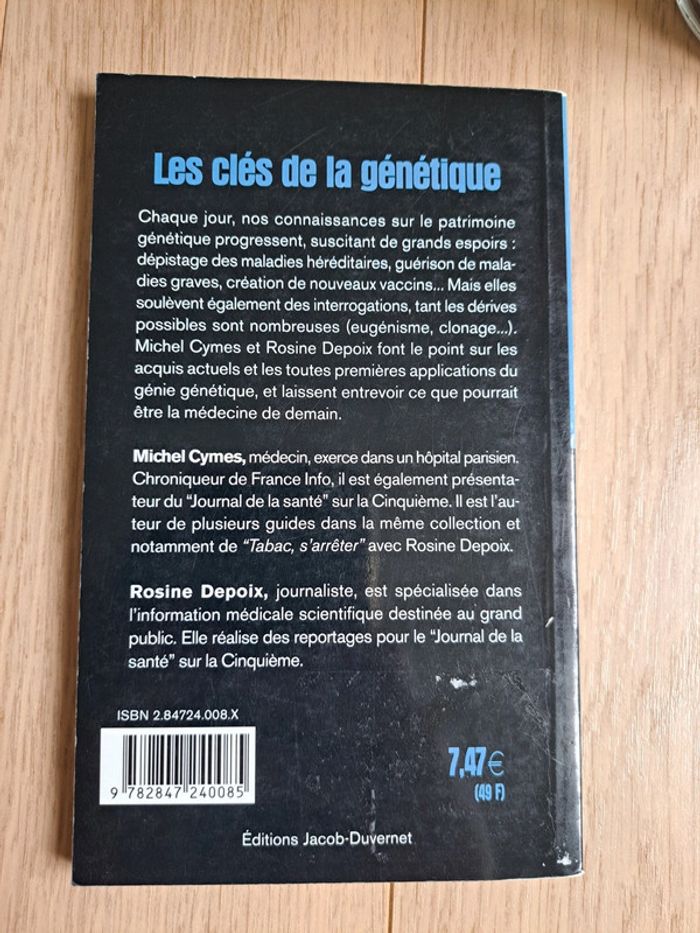 Les clés de la génétique
Chaque jour, nos connaissances sur le patrimoine
génétique progressent, suscitant de grands espoirs :
dépistage des maladies héréditaires, guérison de mala-
dies graves, création de nouveaux vaccins... Mais elles
soulèvent également des interrogations, tant les dérives
possibles sont nombreuses (eugénisme, clonage...).
Michel Cymes et Rosine Depoix font le point sur les
acquis actuels et les toutes premières applications du
génie génétique, et laissent entrevoir ce que pourrait
être la médecine de demain.
Michel Cymes, médecin, exerce dans un hôpital parisien.
Chroniqueur de France Info, il est également présenta-
teur du "Journal de la santé" sur la Cinquième. Il est l'au-
teur de plusieurs guides dans la même collection et
notamment de "Tabac, s'arrêter" avec Rosine Depoix.
Rosine Depoix, journaliste, est spécialisée dans
l'information médicale scientifique destinée au grand
public. Elle réalise des reportages pour le "Journal de la
santé" sur la Cinquième.
ISBN 2.84724.008.X
9 782847 240085
7,47€
(49 F)
Éditions Jacob-Duvernet